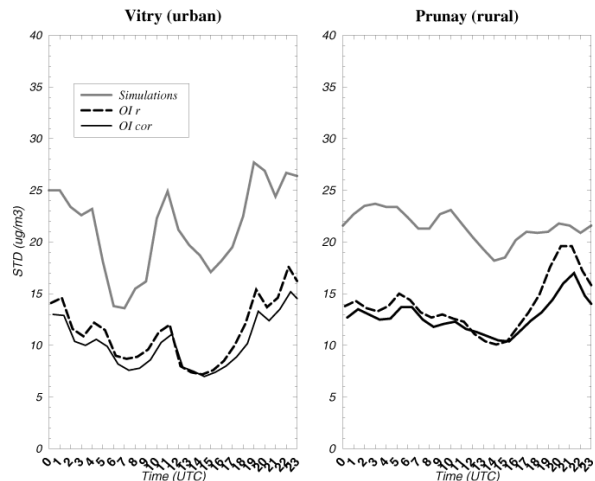 Vitry (urban)
Prunay (rural)
STD (ug/m3)
40
35
30
25
20
15
10
5
0
Simulations
OI r
OI cor
0 1 2 3 4 5 6 7 8 9 10 11 12 13 14 15 16 17 18 19 20 21 22 23
Time (UTC)
40
35
30
25
20
15
10
5
0
0 1 2 3 4 5 6 7 8 9 10 11 12 13 14 15 16 17 18 19 20 21 22 23
Time (UTC)